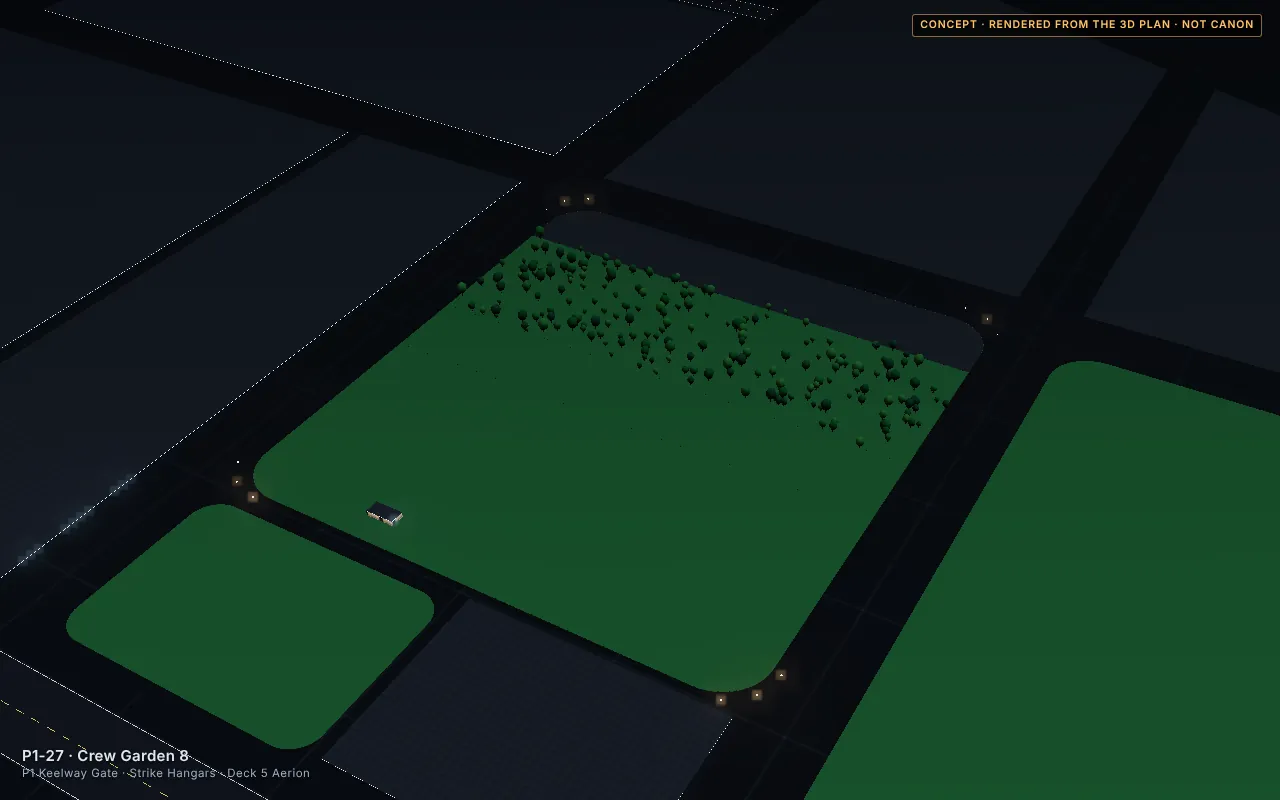 CONCEPT · RENDERED FROM THE 3D PLAN · NOT CANON
P1-27 · Crew Garden 8
P1 Keelway Gate · Strike Hangars · Deck 5 Aerion